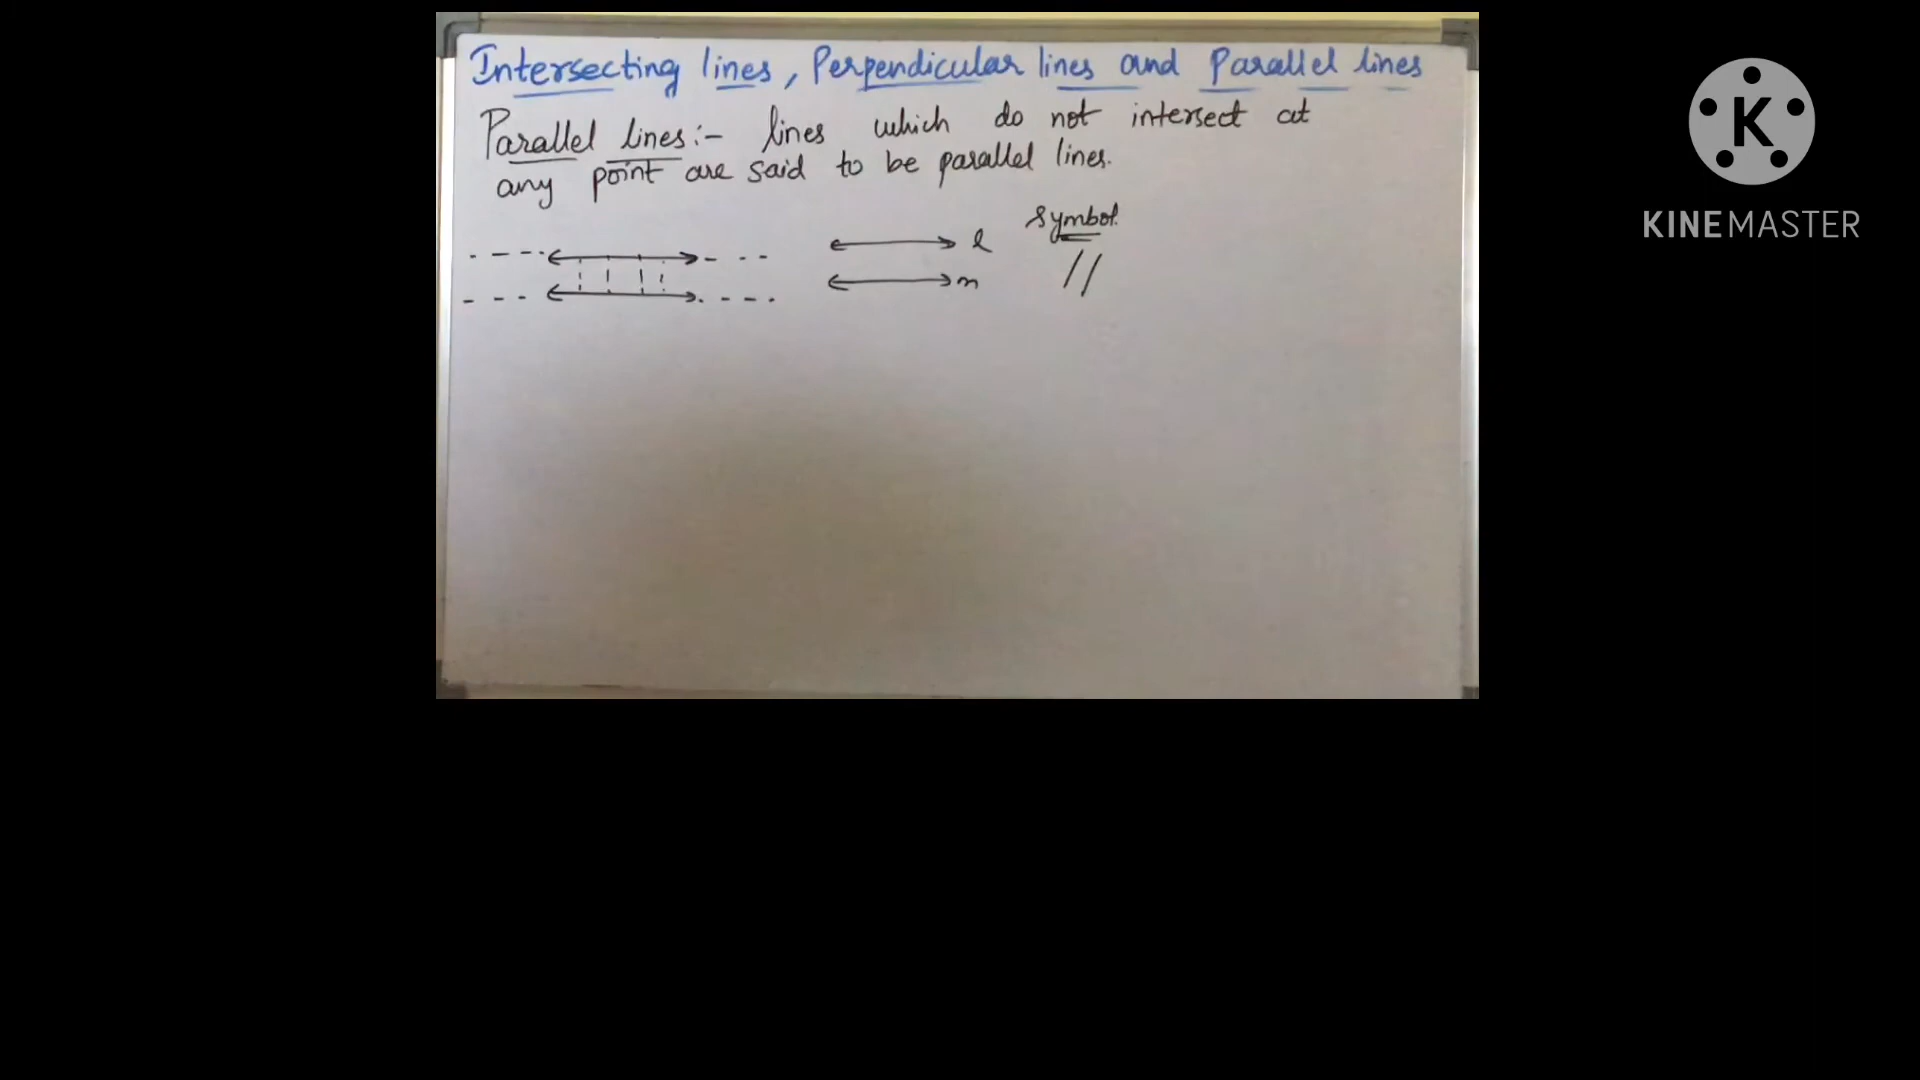 Intersecting lines, Perpendicular lines and Parallel lines
Parallel lines:- lines which do not intersect at
any point are said to be parallel lines.
Symbol.
l
m
//
K
KINEMASTER